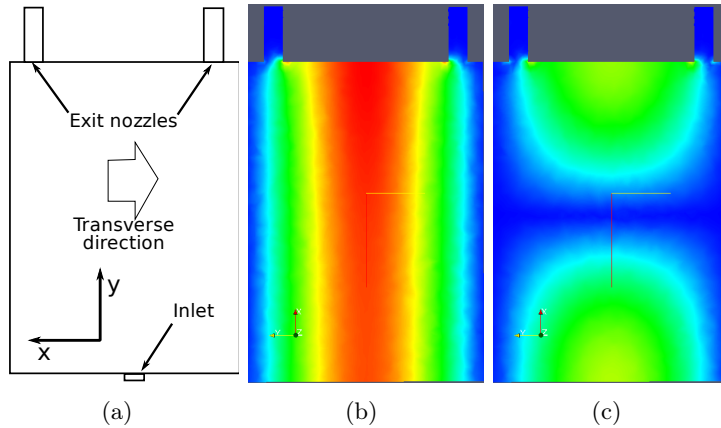 Exit nozzles
Transverse
direction
y
x
Inlet
(a)
(b)
(c)